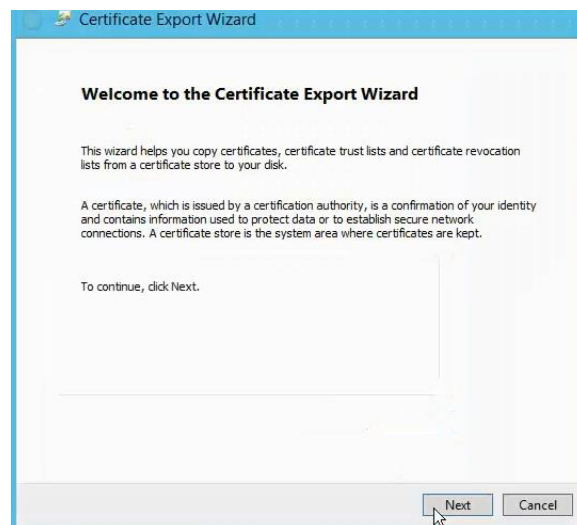 Certificate Export Wizard
Welcome to the Certificate Export Wizard
This wizard helps you copy certificates, certificate trust lists and certificate revocation
lists from a certificate store to your disk.
A certificate, which is issued by a certification authority, is a confirmation of your identity
and contains information used to protect data or to establish secure network
connections. A certificate store is the system area where certificates are kept.
To continue, click Next.
Next Cancel